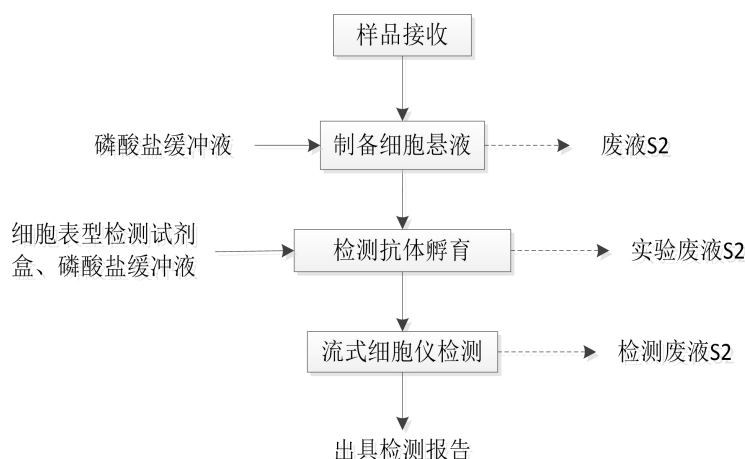 样品接收
磷酸盐缓冲液
制备细胞悬液
废液S2
细胞表型检测试剂
盒、磷酸盐缓冲液
检测抗体孵育
实验废液S2
流式细胞仪检测
检测废液S2
出具检测报告